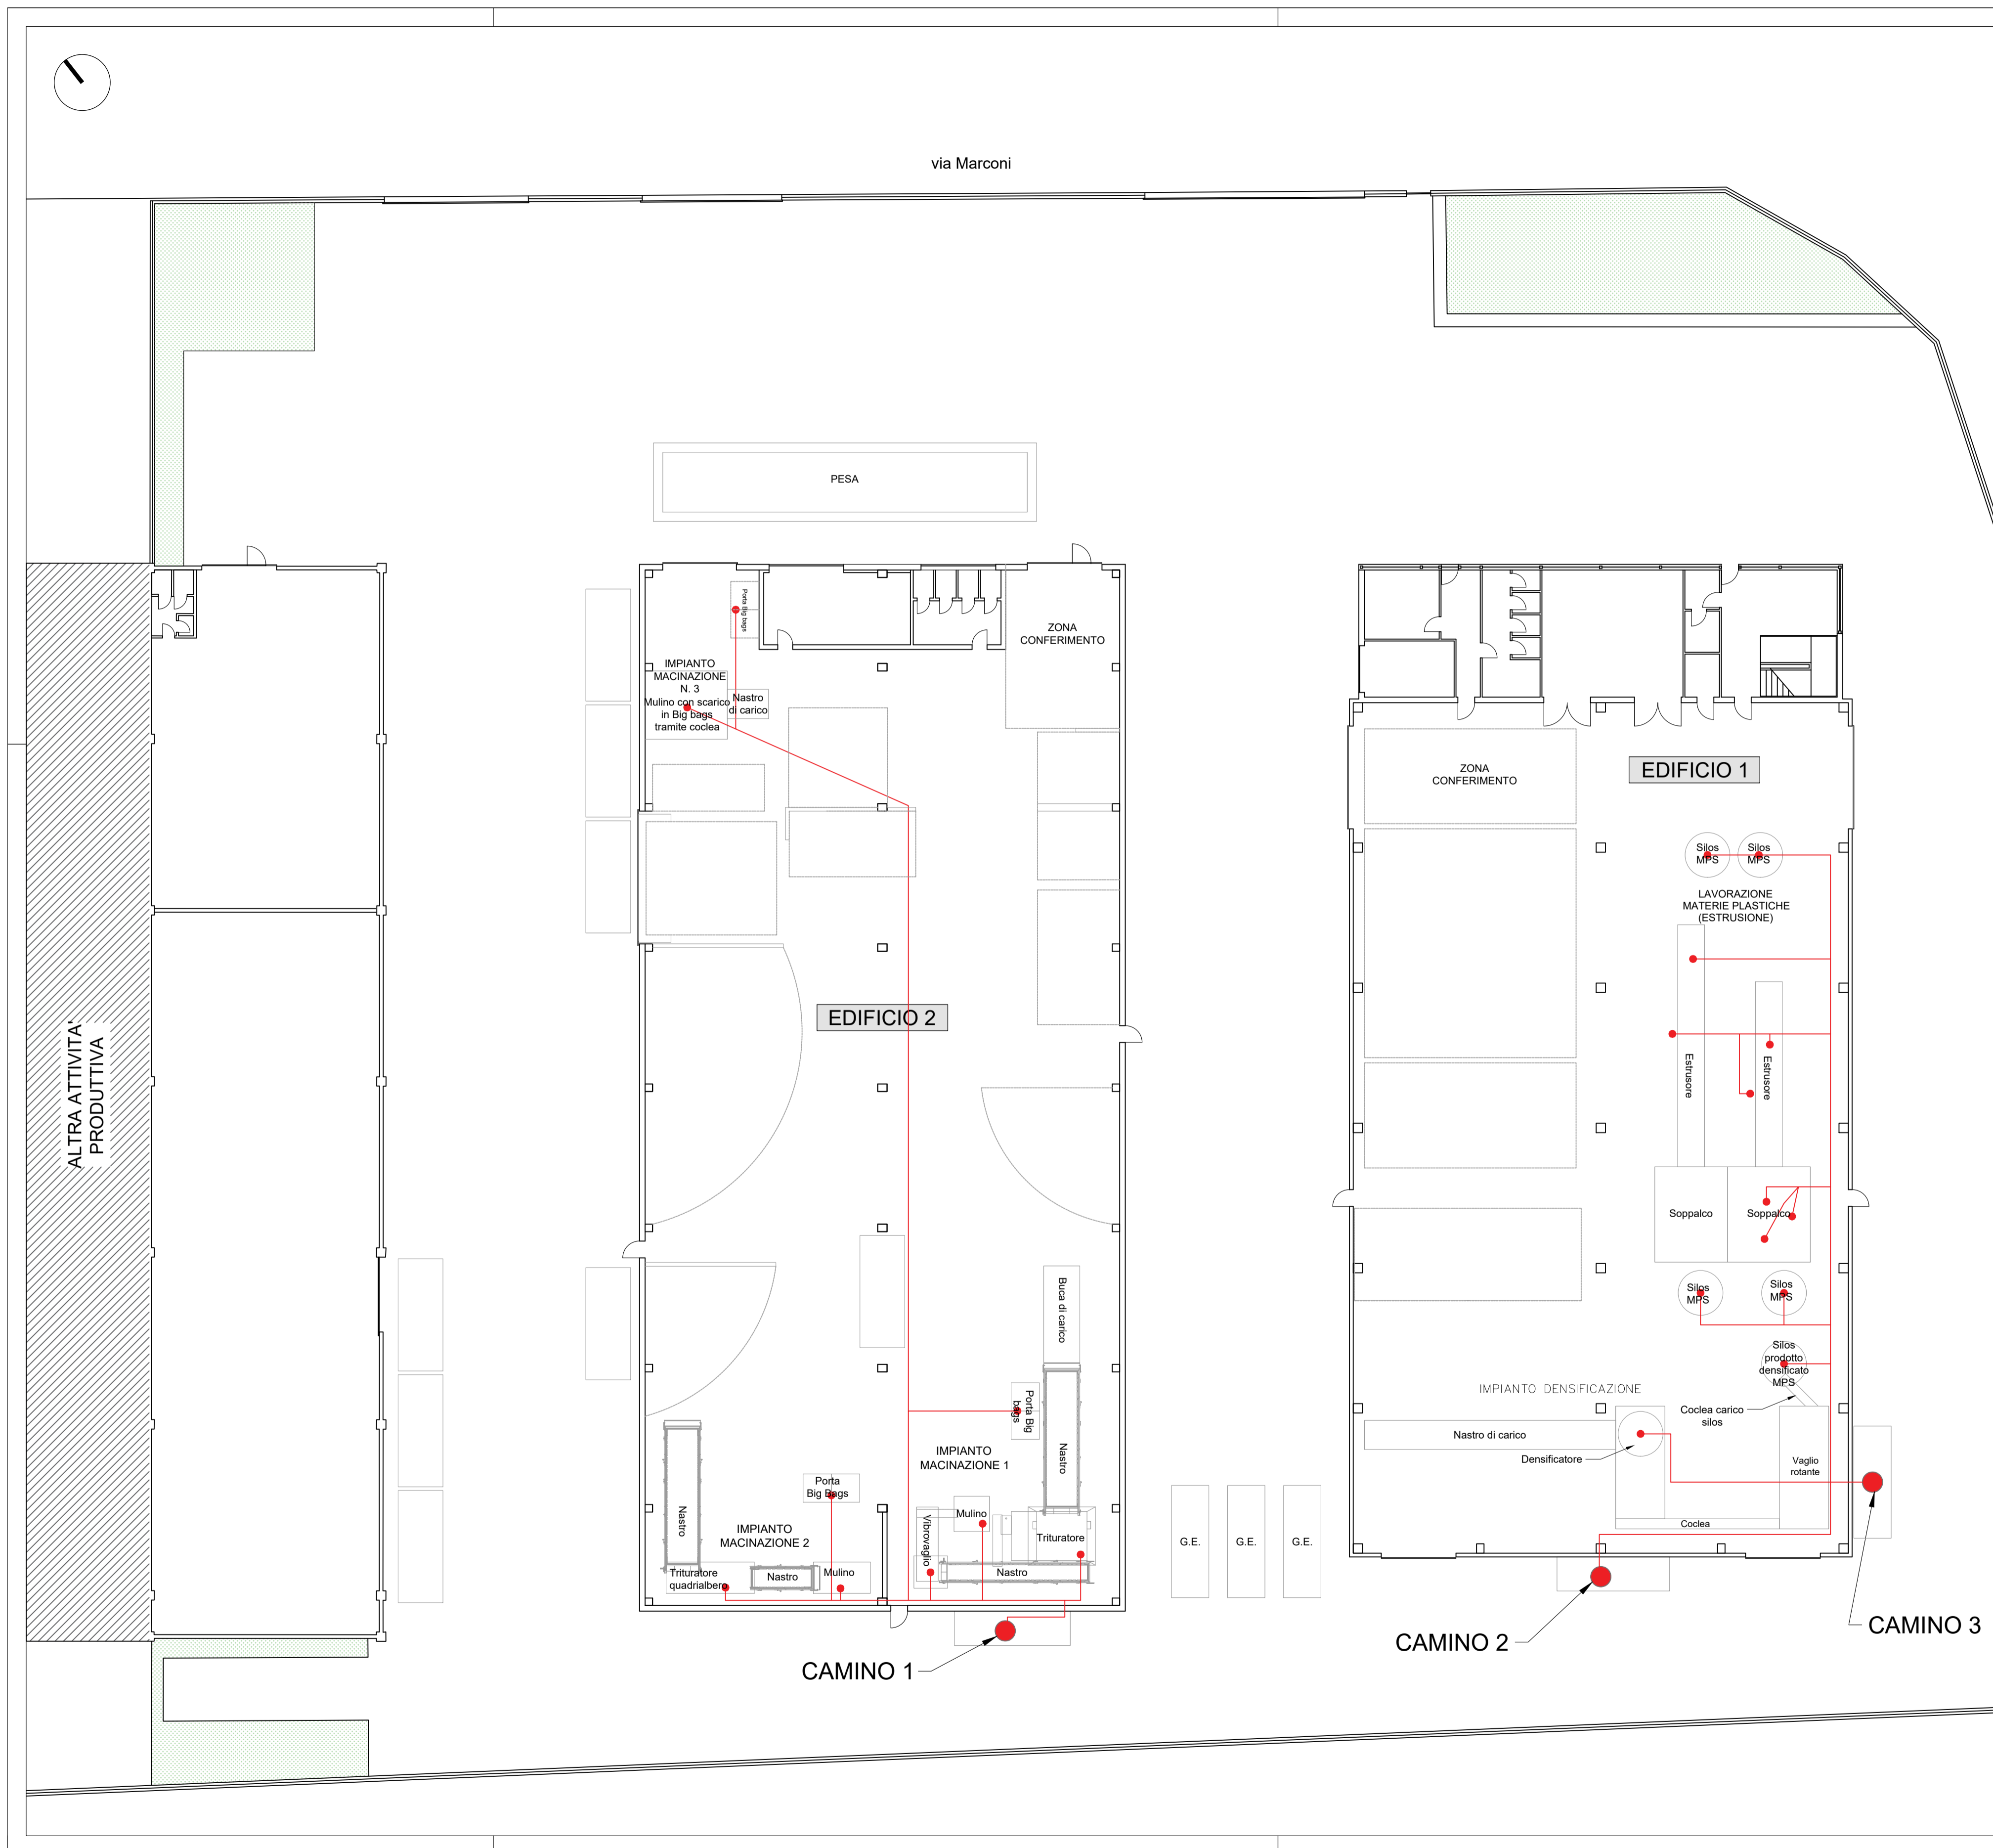 via Marconi
PESA
ALTRA ATTIVITA'
PRODUTTIVA
Porta Big
bags
IMPIANTO
MACINAZIONE
N. 3
Mulino con scarico
in Big bags
tramite coclea
Nastro
di carico
ZONA
CONFERIMENTO
EDIFICIO 2
Buca di carico
Porta Big
bags
Nastro
IMPIANTO
MACINAZIONE 1
Mulino
Vibrovaglio
Trituratore
Nastro
Nastro
Porta
Big Bags
IMPIANTO
MACINAZIONE 2
Trituratore
quadrialbero
Nastro
Mulino
CAMINO 1
G.E.
G.E.
G.E.
ZONA
CONFERIMENTO
EDIFICIO 1
Silos
MPS
Silos
MPS
LAVORAZIONE
MATERIE PLASTICHE
(ESTRUSIONE)
Estrusore
Estrusore
Soppalco
Soppalco
Silos
MPS
Silos
MPS
Silos
prodotto
densificato
MPS
IMPIANTO DENSIFICAZIONE
Coclea carico
silos
Nastro di carico
Densificatore
Vaglio
rotante
Coclea
CAMINO 2
CAMINO 3